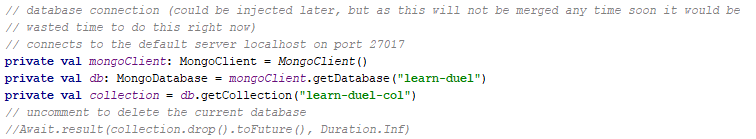 // database connection (could be injected later, but as this will not be merged any time soon it would be
// wasted time to do this right now)
// connects to the default server localhost on port 27017
private val mongoClient: MongoClient = MongoClient()
private val db: MongoDatabase = mongoClient.getDatabase("learn-duel")
private val collection = db.getCollection("learn-duel-col")
// uncomment to delete the current database
//Await.result(collection.drop().toFuture(), Duration.Inf)